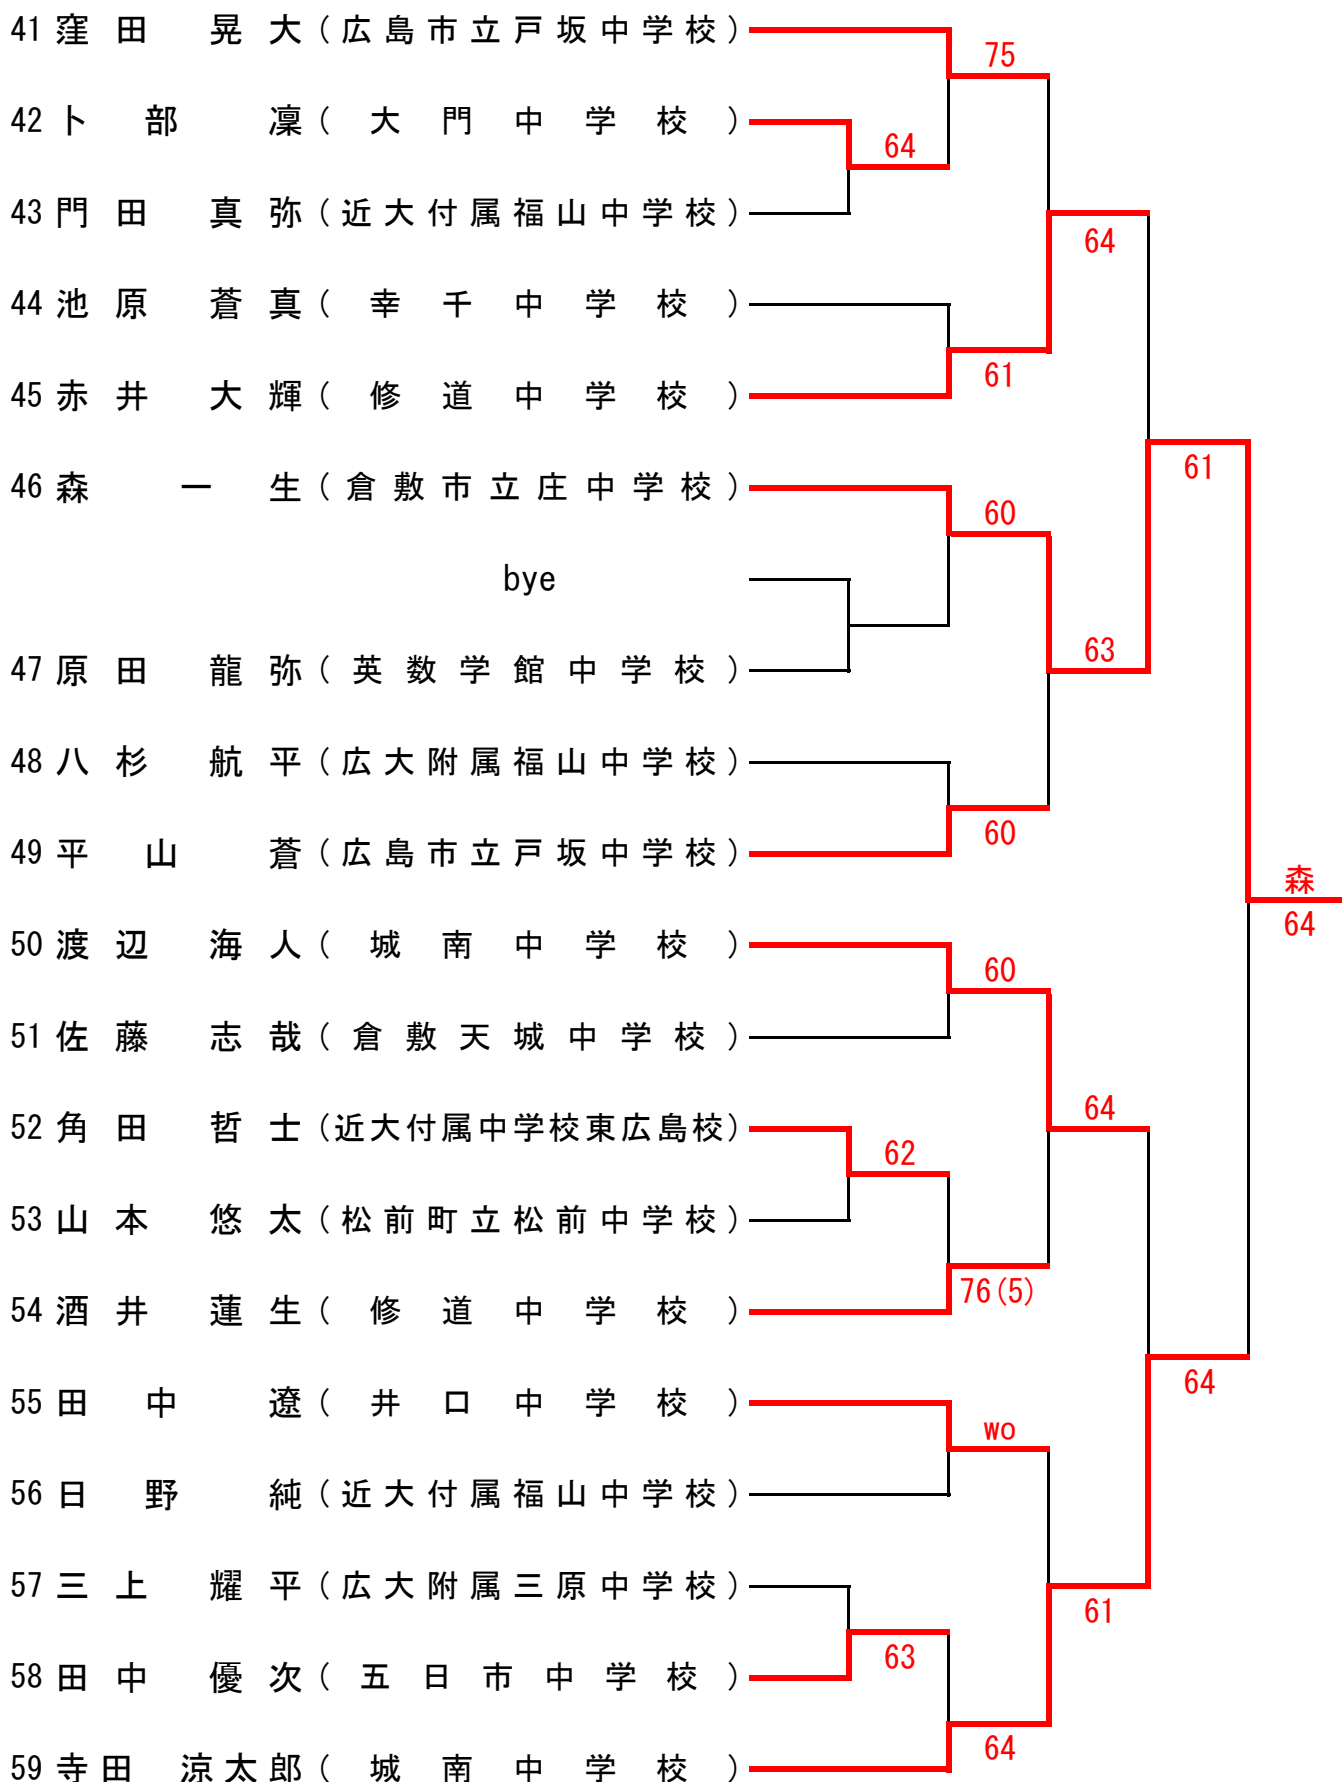 41 窪田 晃大(広島市立戸坂中学校)
75
42 卜部 凜(大門中学校)
64
43 門田 真弥(近大付属福山中学校)
64
44 池原 蒼真(幸千中学校)
61
45 赤井 大輝(修道中学校)
61
46 森 一生(倉敷市立庄中学校)
60
bye
63
47 原田 龍弥(英数学館中学校)
48 八杉 航平(広大附属福山中学校)
60
49 平山 蒼(広島市立戸坂中学校)
森
64
50 渡辺 海人(城南中学校)
60
51 佐藤 志哉(倉敷天城中学校)
64
52 角田 哲士(近大付属中学校東広島校)
62
53 山本 悠太(松前町立松前中学校)
76(5)
54 酒井 蓮生(修道中学校)
64
55 田中 遼(井口中学校)
wo
56 日野 純(近大付属福山中学校)
57 三上 耀平(広大附属三原中学校)
61
63
58 田中 優次(五日市中学校)
64
59 寺田 涼太郎(城南中学校)